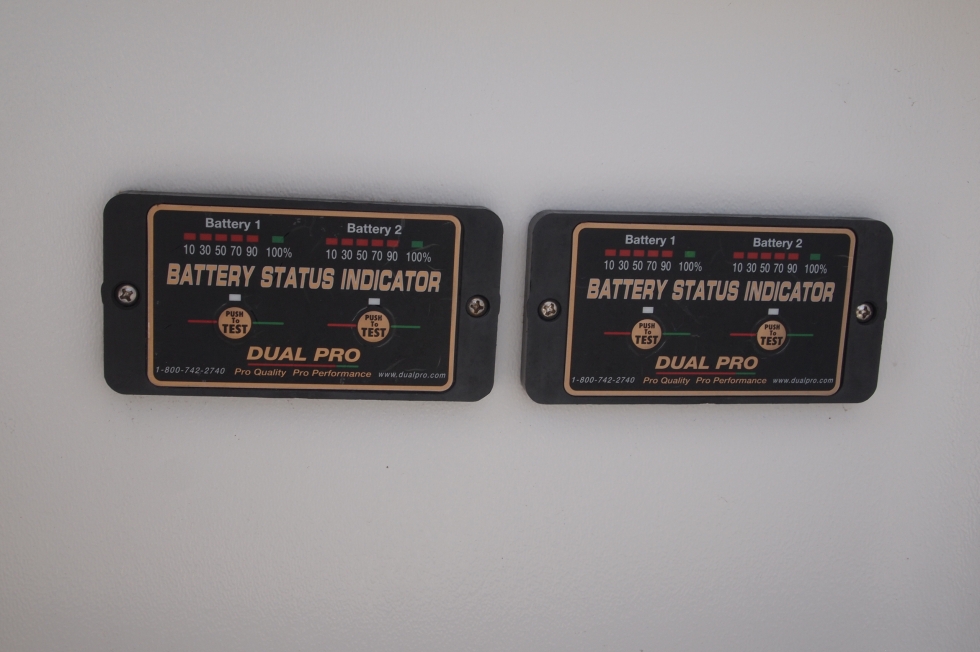 Battery 1 Battery 2
10 30 50 70 90 100% 10 30 50 70 90 100%
BATTERY STATUS INDICATOR
PUSH To TEST PUSH To TEST
DUAL PRO
1-800-742-2740 Pro Quality Pro Performance www.dualpro.com
Battery 1 Battery 2
10 30 50 70 90 100% 10 30 50 70 90 100%
BATTERY STATUS INDICATOR
PUSH To TEST PUSH To TEST
DUAL PRO
1-800-742-2740 Pro Quality Pro Performance www.dualpro.com